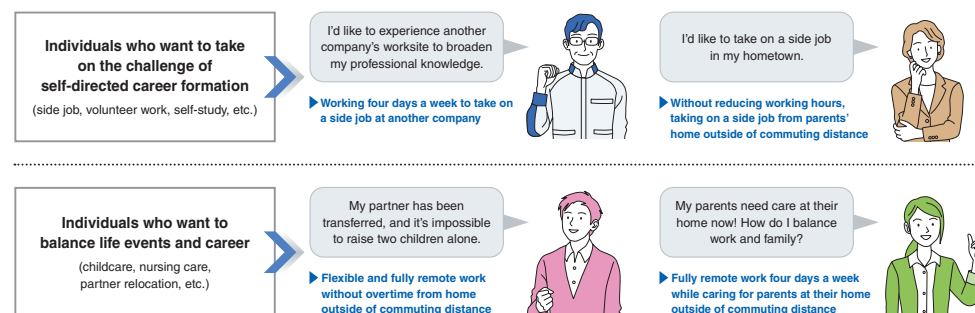 Individuals who want to take
on the challenge of
self-directed career formation
(side job, volunteer work, self-study, etc.)
I'd like to experience another
company's worksite to broaden
my professional knowledge.
Working four days a week to take on
a side job at another company
I'd like to take on a side job
in my hometown.
Without reducing working hours,
taking on a side job from parents'
home outside of commuting distance
Individuals who want to
balance life events and career
(childcare, nursing care,
partner relocation, etc.)
My partner has been
transferred, and it's impossible
to raise two children alone.
Flexible and fully remote work
without overtime from home
outside of commuting distance
My parents need care at their
home now! How do I balance
work and family?
Fully remote work four days a week
while caring for parents at their home
outside of commuting distance